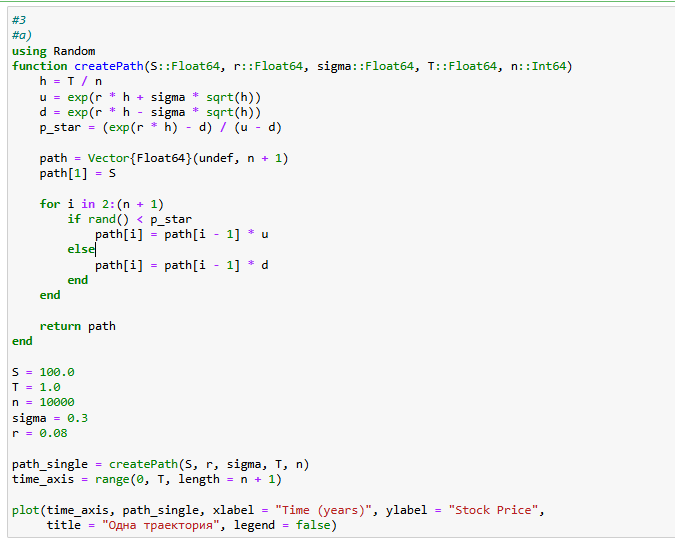 #3
#a)
using Random
function createPath(S::Float64, r::Float64, sigma::Float64, T::Float64, n::Int64)
    h = T / n
    u = exp(r * h + sigma * sqrt(h))
    d = exp(r * h - sigma * sqrt(h))
    p_star = (exp(r * h) - d) / (u - d)

    path = Vector{Float64}(undef, n + 1)
    path[1] = S

    for i in 2:(n + 1)
        if rand() < p_star
            path[i] = path[i - 1] * u
        else
            path[i] = path[i - 1] * d
        end
    end

    return path
end

S = 100.0
T = 1.0
n = 10000
sigma = 0.3
r = 0.08

path_single = createPath(S, r, sigma, T, n)
time_axis = range(0, T, length = n + 1)

plot(time_axis, path_single, xlabel = "Time (years)", ylabel = "Stock Price",
     title = "Одна траектория", legend = false)